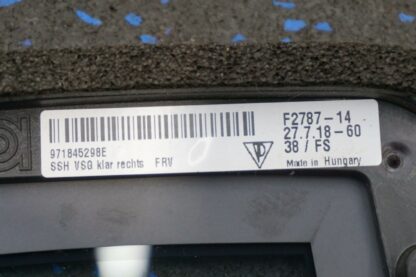 971845298E
SSH VSG klar rechts FRV
F2787-14
27.7.18-60
38 / FS
Made in Hungary